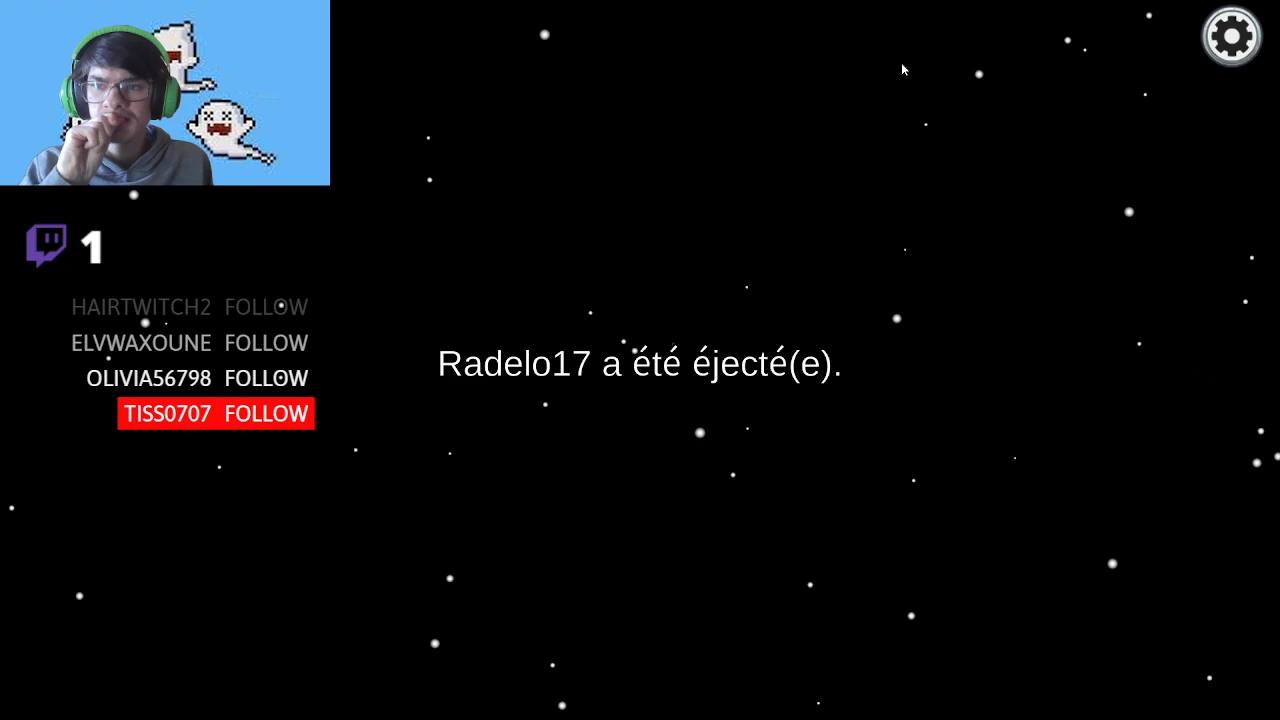 1
HAIRTWITCH2 FOLLOW
ELVWAXOUNE FOLLOW
OLIVIA56798 FOLLOW
TISS0707 FOLLOW
Radelo17 a été éjecté(e).